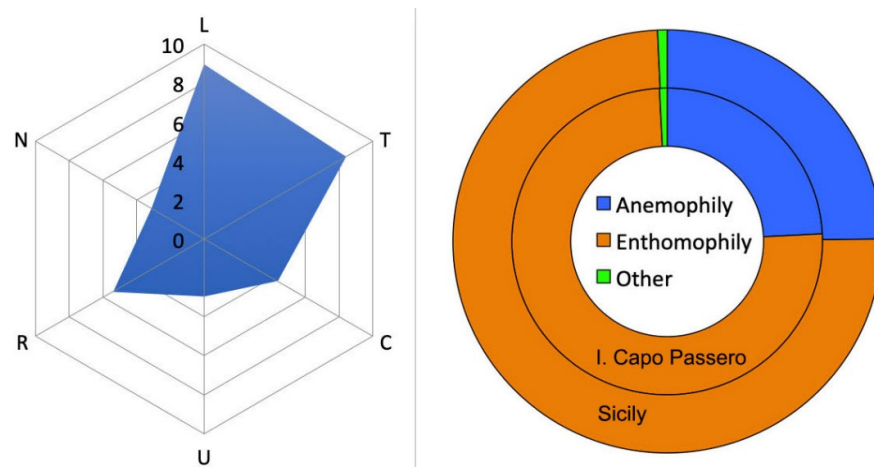 L
10
8
6
4
2
0
N
T
R
C
U
Anemophily
Enthomophily
Other
I. Capo Passero
Sicily